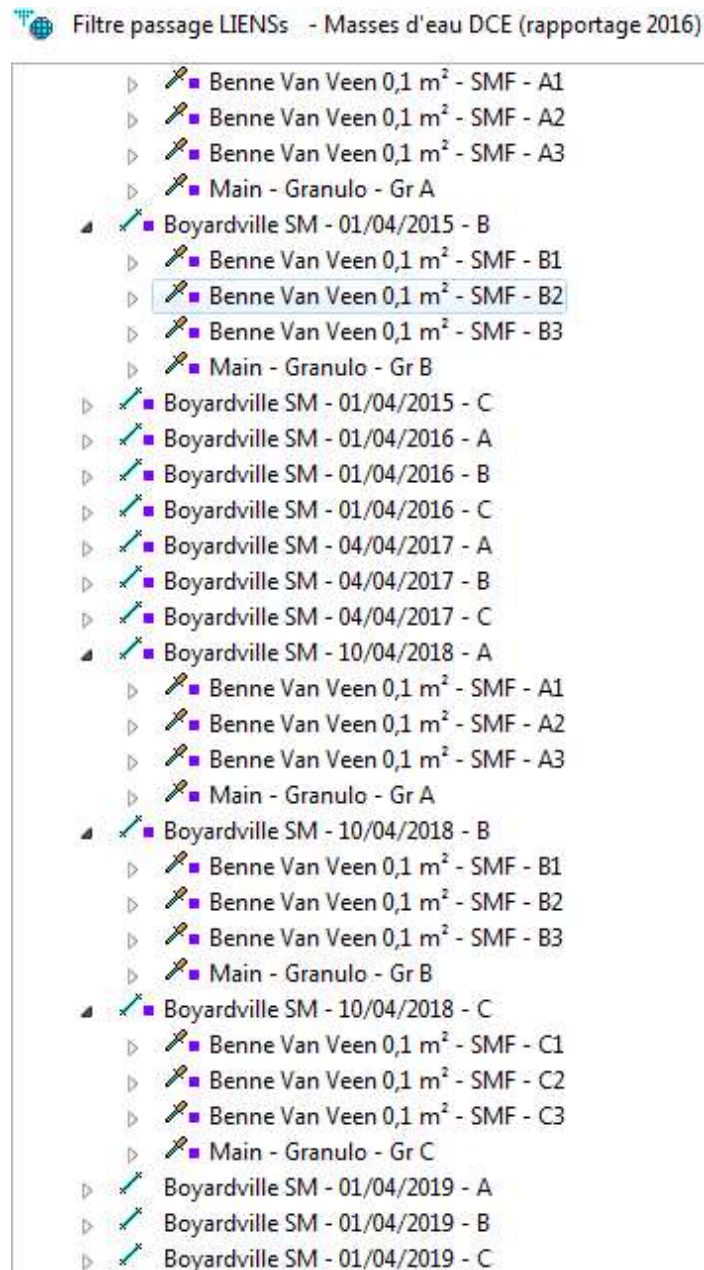 Filtre passage LIENSs - Masses d'eau DCE (rapportage 2016)
Benne Van Veen 0,1 m² - SMF - A1
Benne Van Veen 0,1 m² - SMF - A2
Benne Van Veen 0,1 m² - SMF - A3
Main - Granulo - Gr A
Boyardville SM - 01/04/2015 - B
Benne Van Veen 0,1 m² - SMF - B1
Benne Van Veen 0,1 m² - SMF - B2
Benne Van Veen 0,1 m² - SMF - B3
Main - Granulo - Gr B
Boyardville SM - 01/04/2015 - C
Boyardville SM - 01/04/2016 - A
Boyardville SM - 01/04/2016 - B
Boyardville SM - 01/04/2016 - C
Boyardville SM - 04/04/2017 - A
Boyardville SM - 04/04/2017 - B
Boyardville SM - 04/04/2017 - C
Boyardville SM - 10/04/2018 - A
Benne Van Veen 0,1 m² - SMF - A1
Benne Van Veen 0,1 m² - SMF - A2
Benne Van Veen 0,1 m² - SMF - A3
Main - Granulo - Gr A
Boyardville SM - 10/04/2018 - B
Benne Van Veen 0,1 m² - SMF - B1
Benne Van Veen 0,1 m² - SMF - B2
Benne Van Veen 0,1 m² - SMF - B3
Main - Granulo - Gr B
Boyardville SM - 10/04/2018 - C
Benne Van Veen 0,1 m² - SMF - C1
Benne Van Veen 0,1 m² - SMF - C2
Benne Van Veen 0,1 m² - SMF - C3
Main - Granulo - Gr C
Boyardville SM - 01/04/2019 - A
Boyardville SM - 01/04/2019 - B
Boyardville SM - 01/04/2019 - C